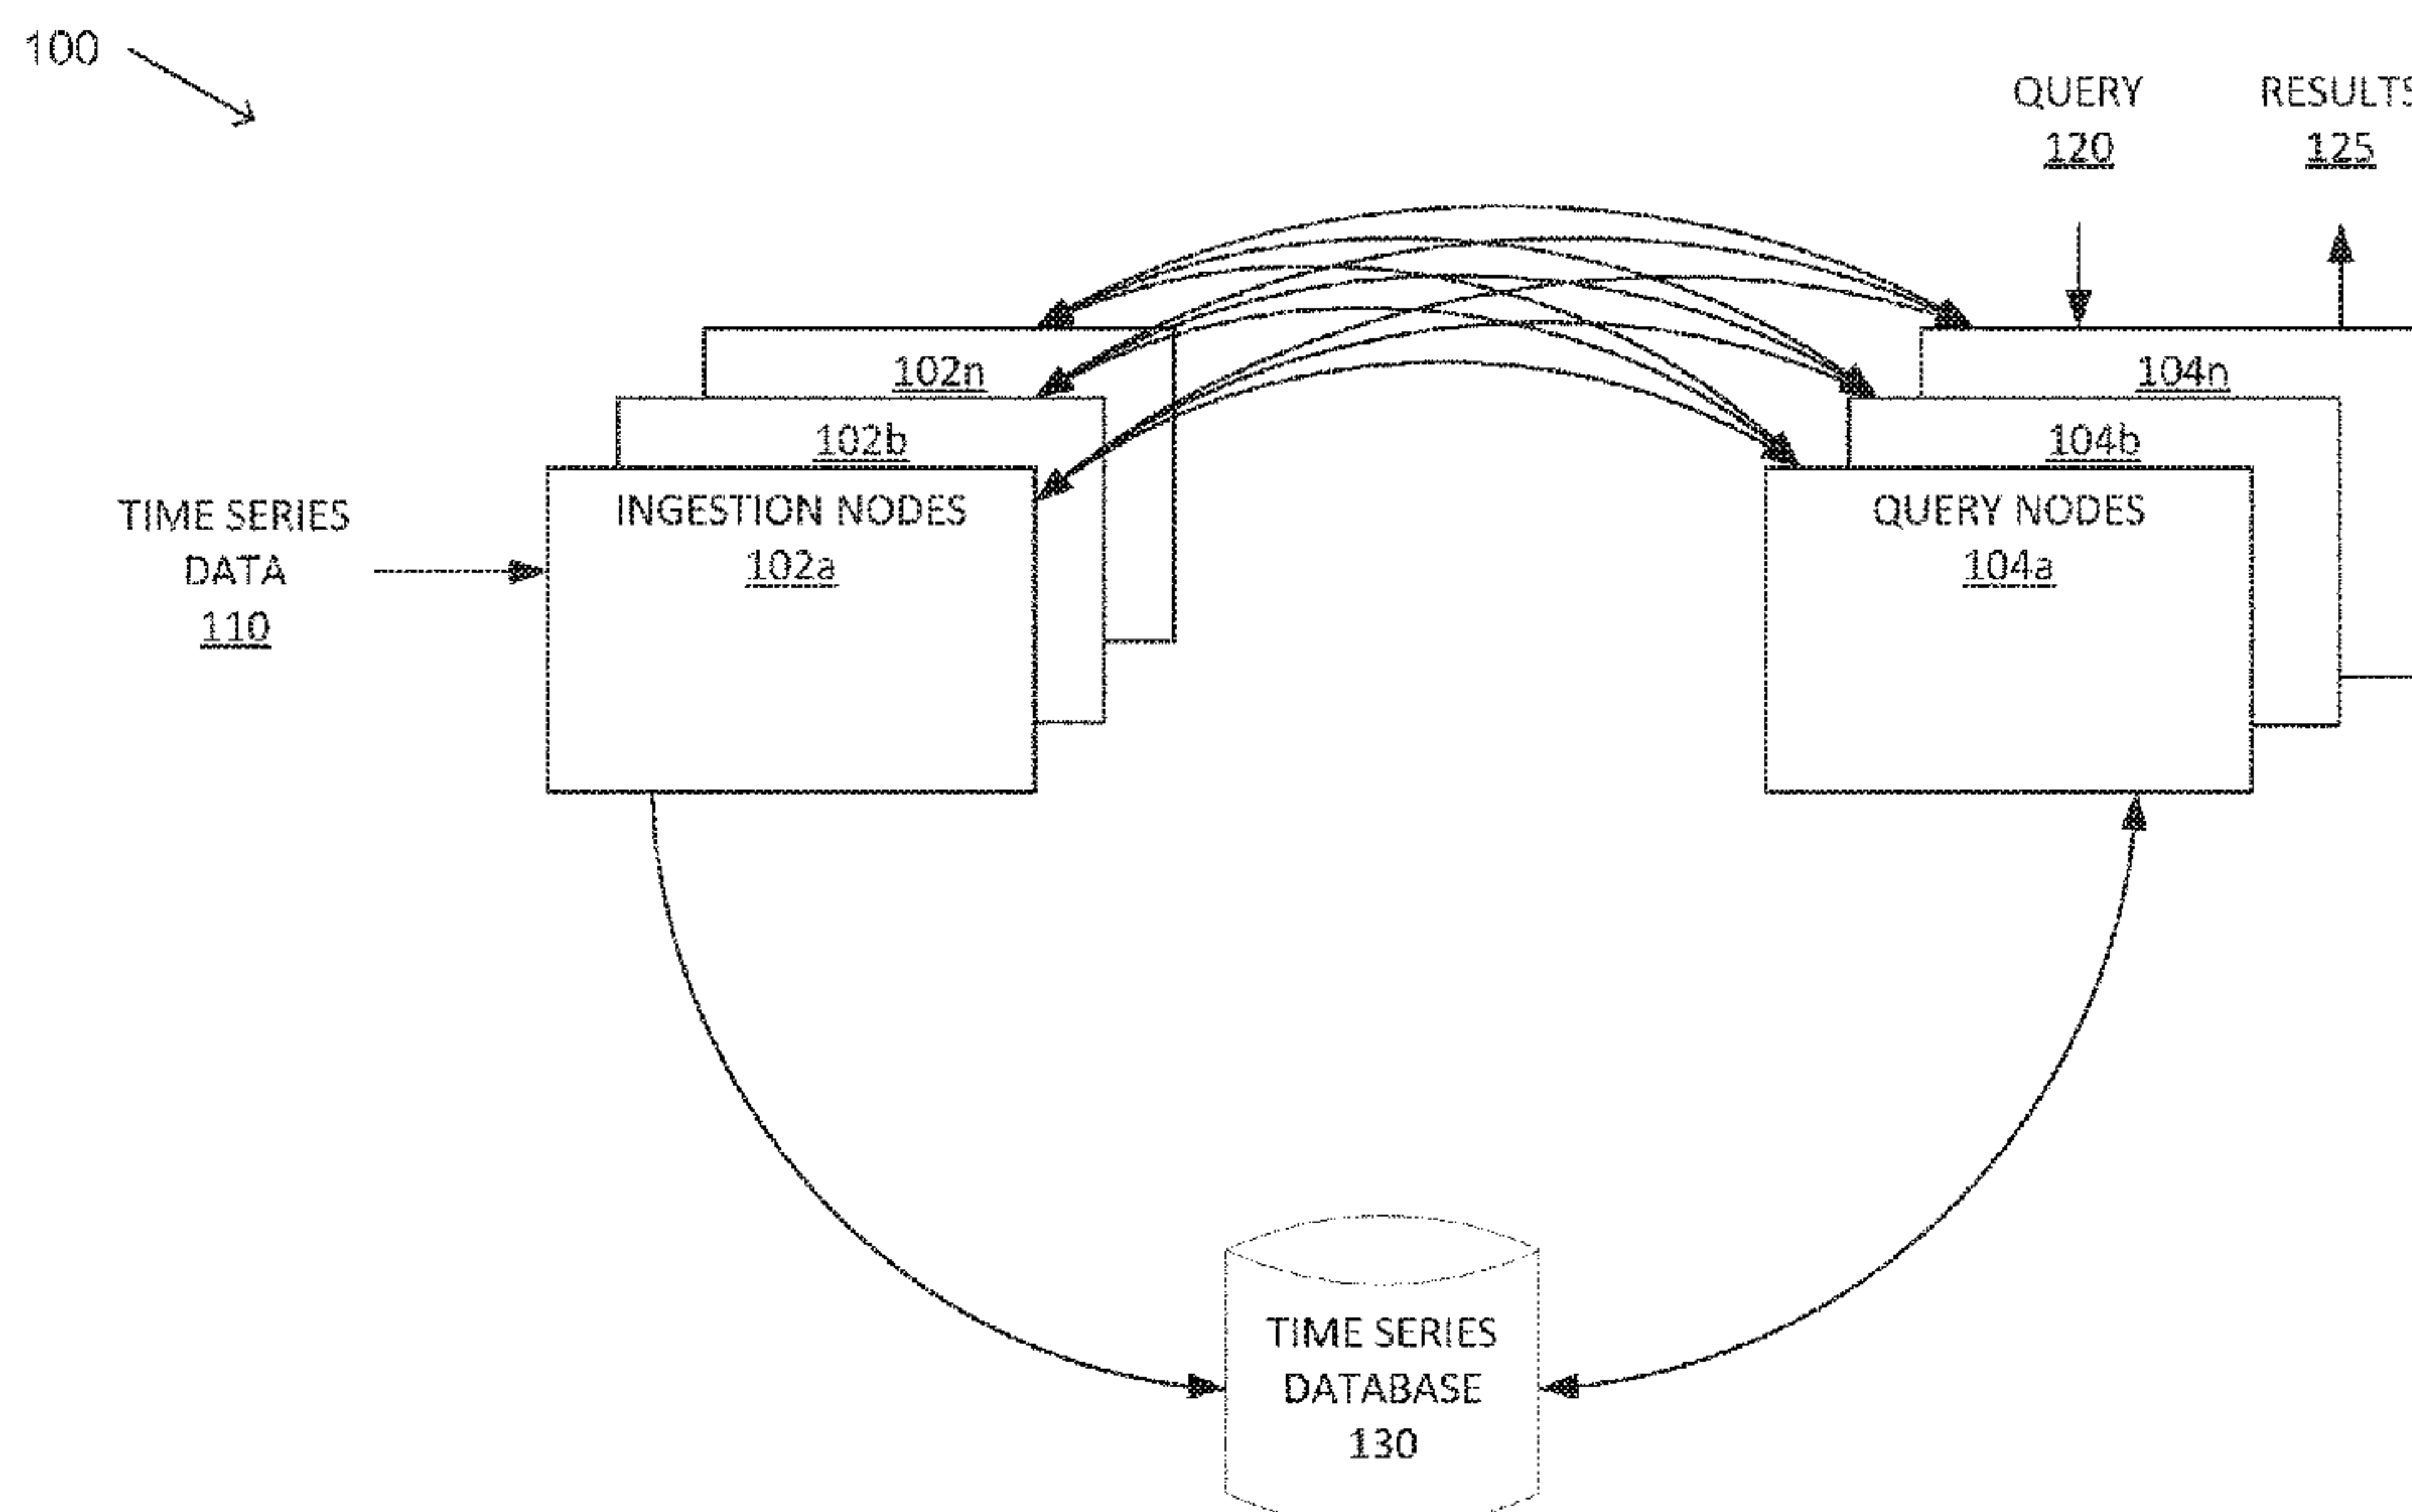 100
QUERY
120
RESULTS
125
102n
102b
INGESTION NODES
102a
TIME SERIES
DATA
110
104n
104b
QUERY NODES
104a
TIME SERIES
DATABASE
130